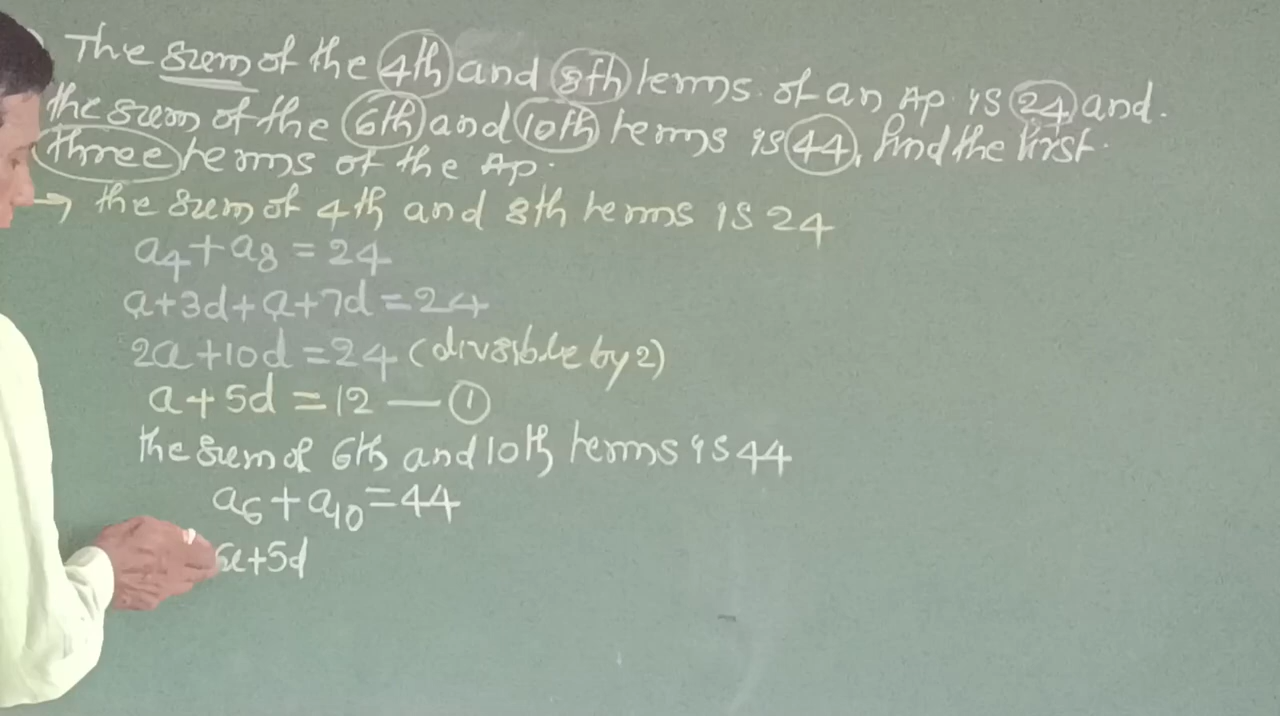 The sum of the 4th and 8th terms of an AP is 24 and
the sum of the 6th and 10th terms is 44, find the first
three terms of the AP.
→ the sum of 4th and 8th terms is 24
a₄+a₈=24
a+3d+a+7d=24
2a+10d=24 (divisible by 2)
a+5d=12 — ①
the sum of 6th and 10th terms is 44
a₆+a₁₀=44
a+5d